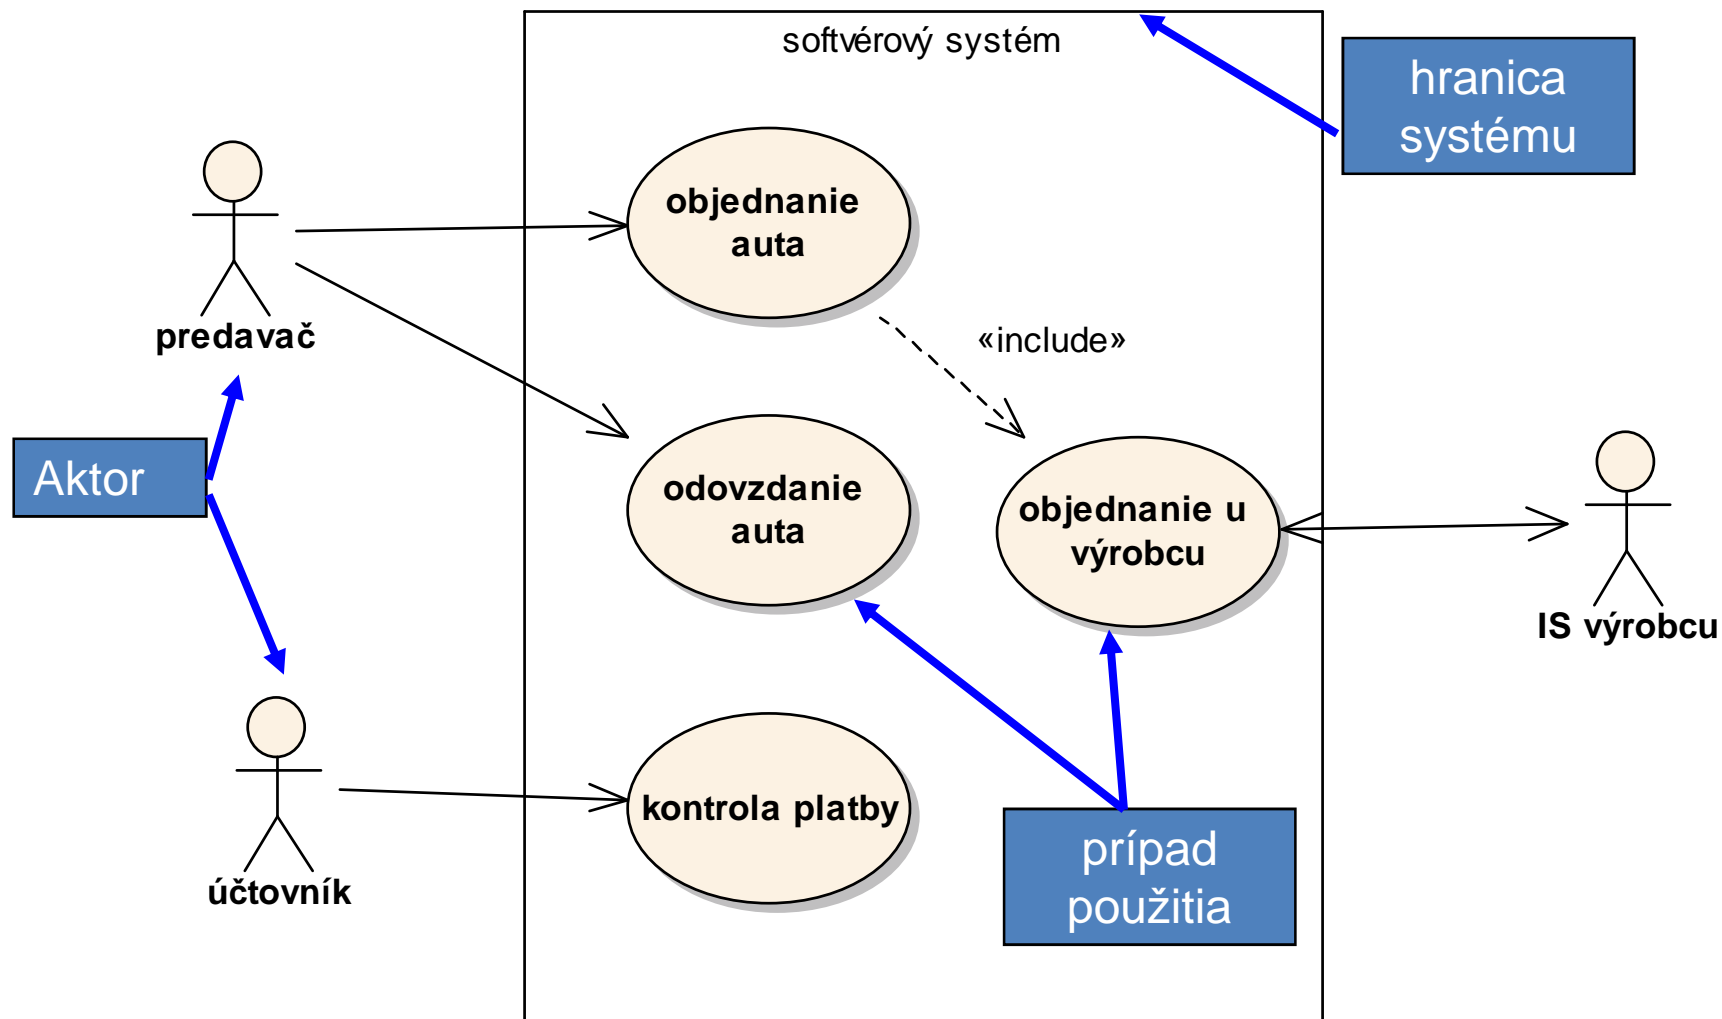 softvérový systém
hranica
systému
objednanie
auta
predavač
«include»
Aktor
odovzdanie
auta
objednanie u
výrobcu
IS výrobcu
kontrola platby
prípad
použitia
účtovník